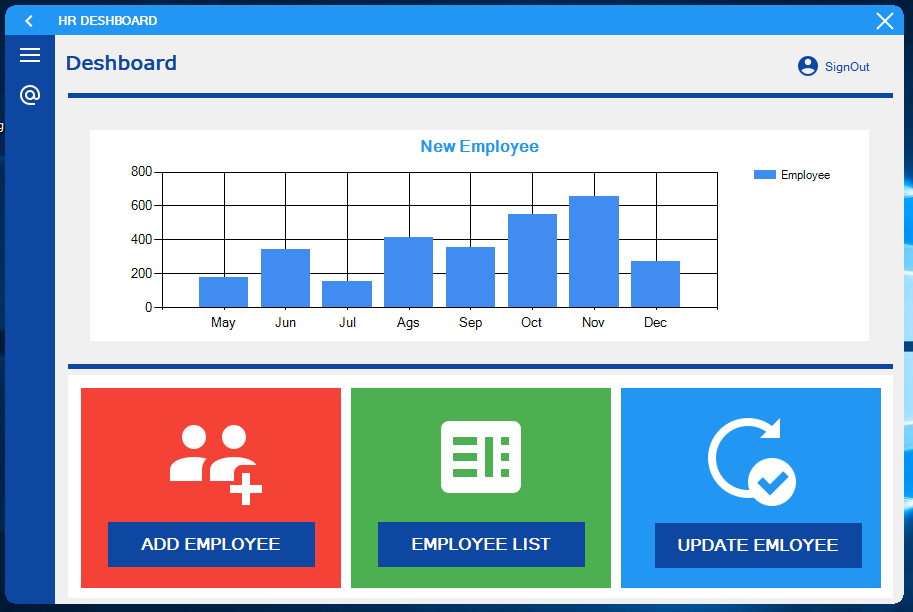 HR DESHBOARD
Deshboard
SignOut
New Employee
Employee
800
600
400
200
0
May Jun Jul Ags Sep Oct Nov Dec
ADD EMPLOYEE
EMPLOYEE LIST
UPDATE EMLOYEE